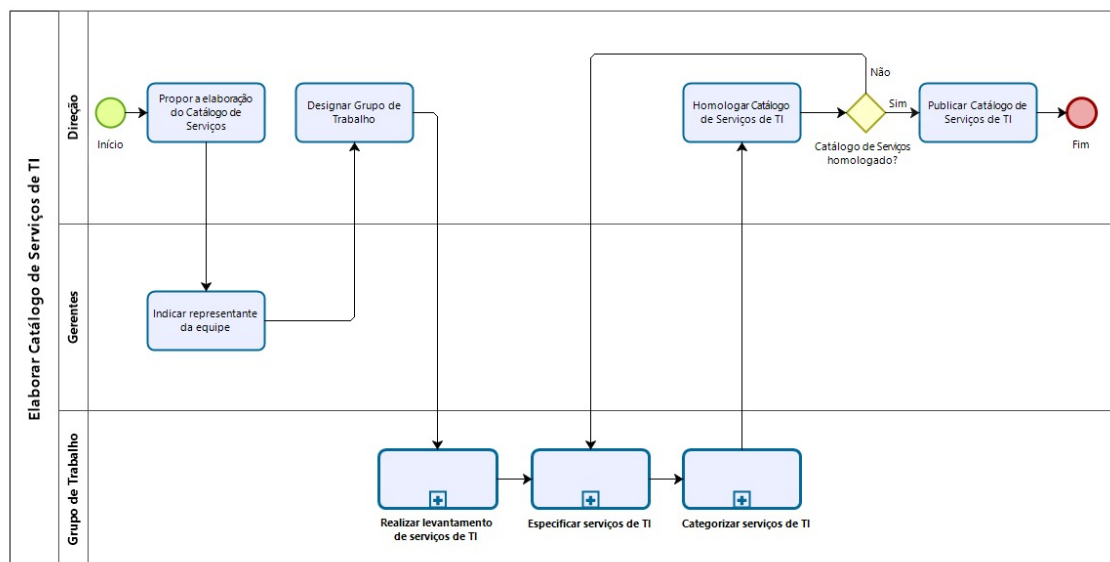 Elaborar Catálogo de Serviços de TI
Direção
Início
Propor a elaboração
do Catálogo de
Serviços
Designar Grupo de
Trabalho
Homologar Catálogo
de Serviços de TI
Não
Sim
Catálogo de Serviços
homologado?
Publicar Catálogo de
Serviços de TI
Fim
Gerentes
Indicar representante
da equipe
Grupo de Trabalho
Realizar levantamento
de serviços de TI
Especificar serviços de TI
Categorizar serviços de TI